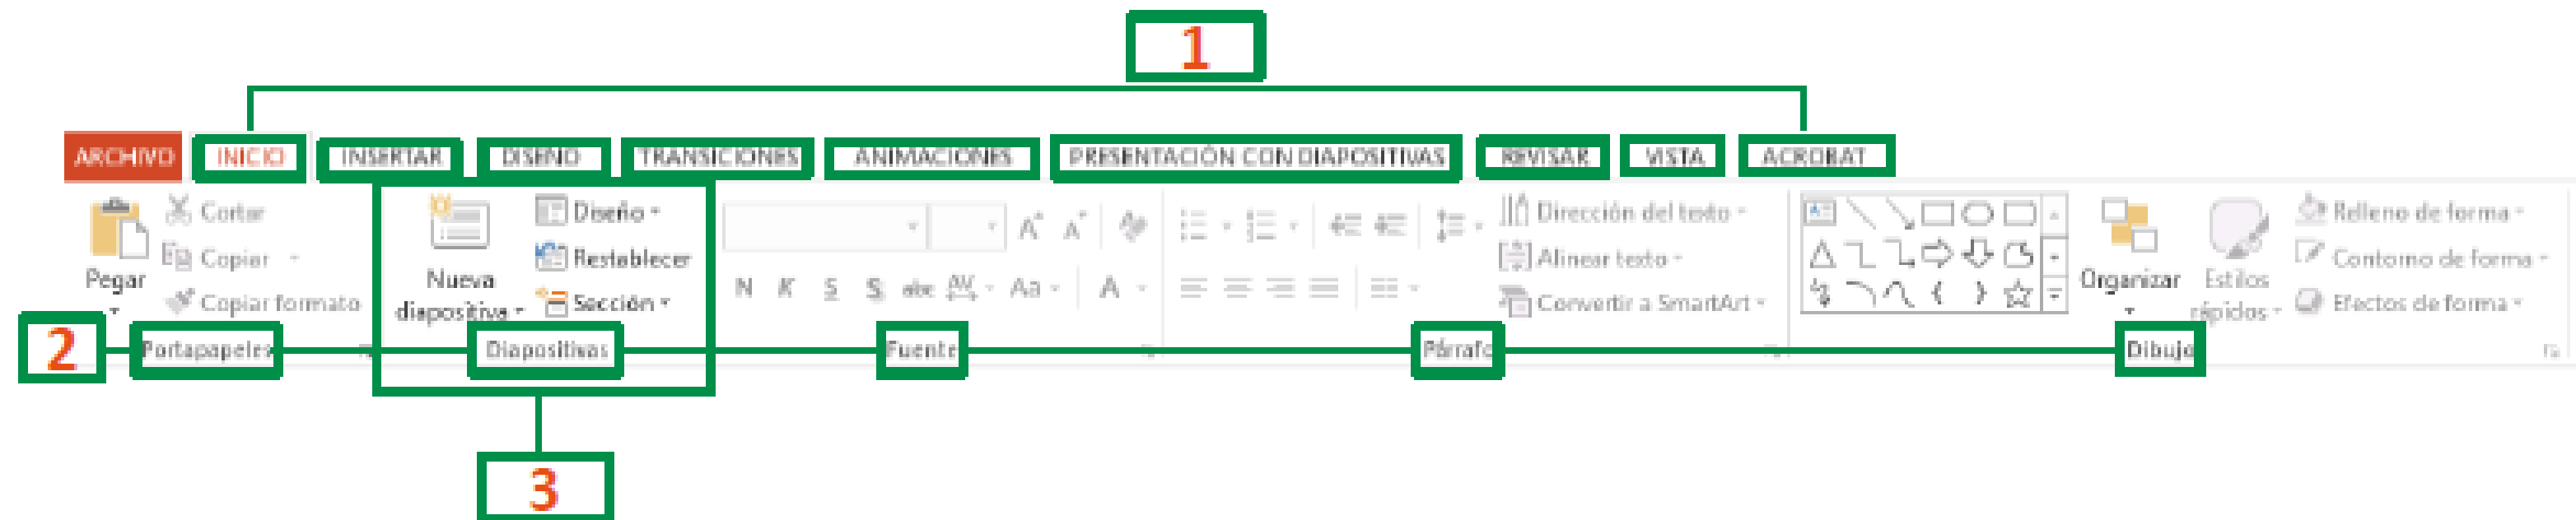 1
ARCHIVO INICIO INSERTAR DISEÑO TRANSICIONES ANIMACIONES PRESENTACIÓN CON DIAPOSITIVAS REVISAR VISTA ACROBAT
Pegar
Cortar
Copiar
Copiar formato
Nueva
diapositiva
Diseño
Restablecer
Sección
N K S S abc AV Aa A
Dirección del texto
Alinear texto
Convertir a SmartArt
Organizar
Estilos
rápidos
Relleno de forma
Contorno de forma
Efectos de forma
2 Portapapeles Diapositivas Fuente Párrafo Dibujo
3